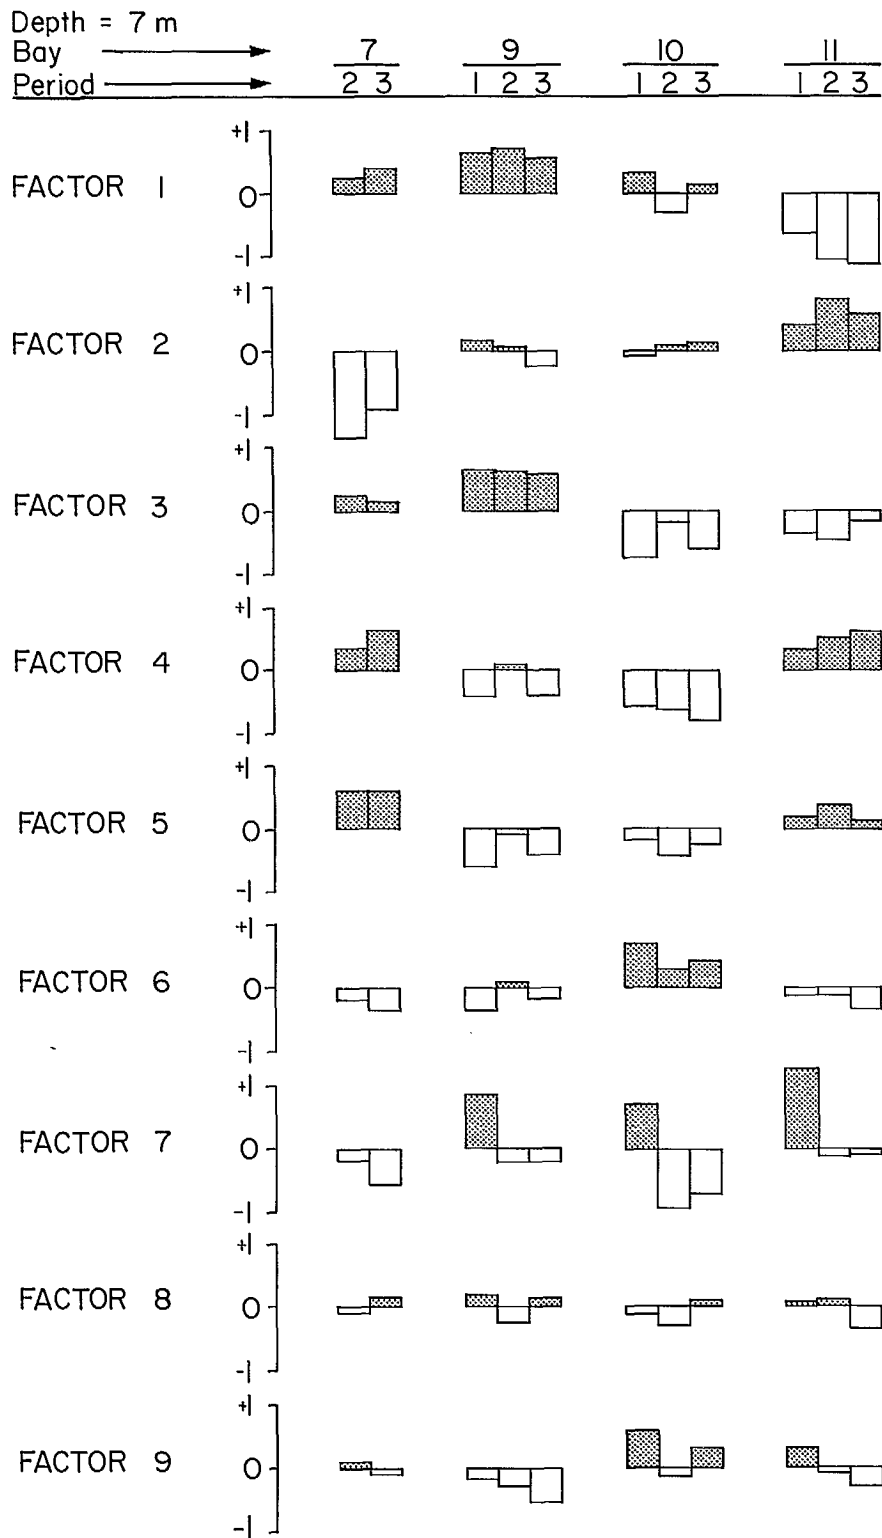 Depth = 7 m
Bay 7 9 10 11
Period 2 3 1 2 3 1 2 3 1 2 3
+1
FACTOR 1 0
-1
+1
FACTOR 2 0
-1
+1
FACTOR 3 0
-1
+1
FACTOR 4 0
-1
+1
FACTOR 5 0
-1
+1
FACTOR 6 0
-1
+1
FACTOR 7 0
-1
+1
FACTOR 8 0
-1
+1
FACTOR 9 0
-1